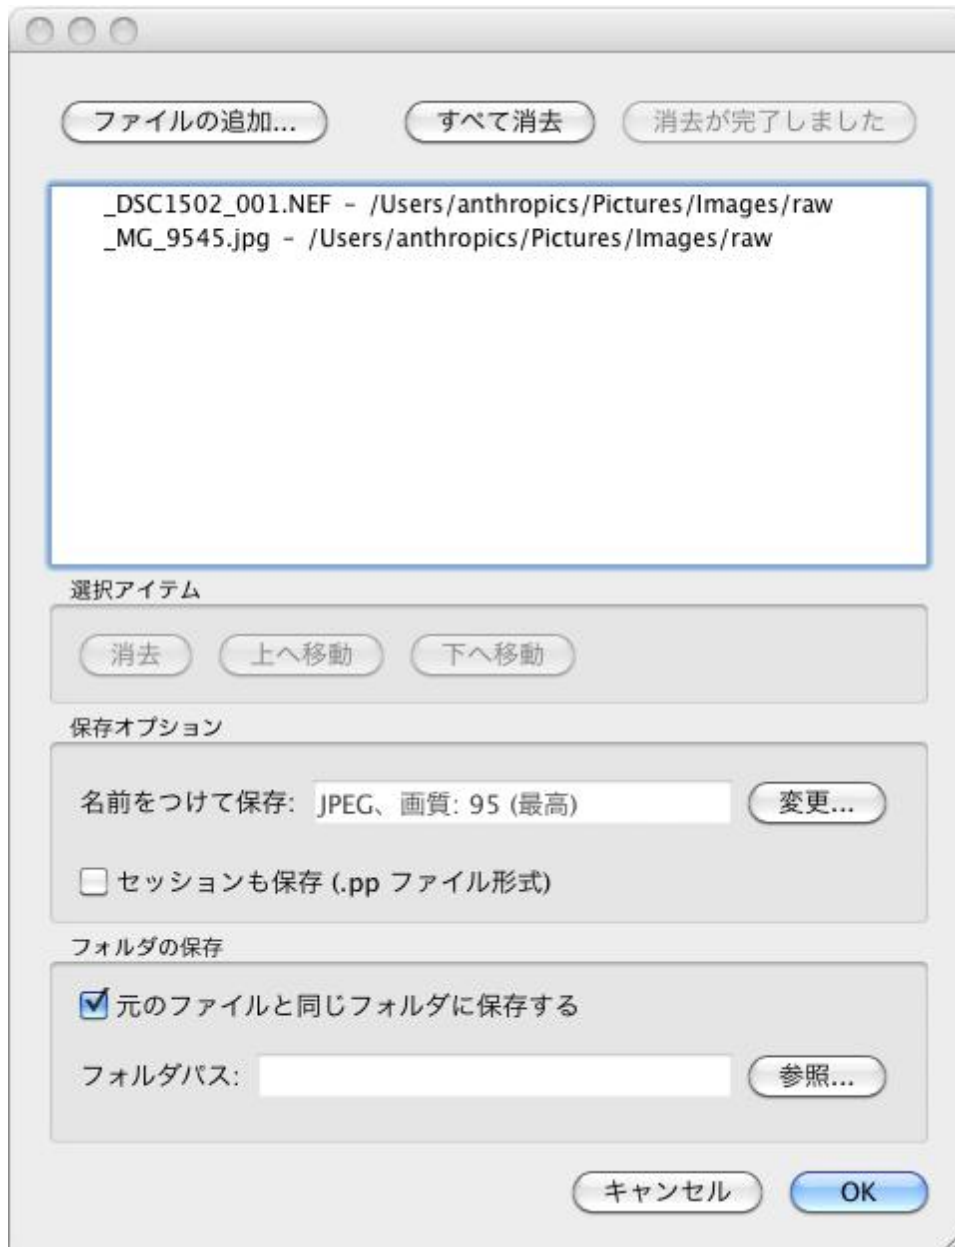 ファイルの追加... すべて消去 消去が完了しました
_DSC1502_001.NEF - /Users/anthropics/Pictures/Images/raw
_MG_9545.jpg - /Users/anthropics/Pictures/Images/raw
選択アイテム
消去 上へ移動 下へ移動
保存オプション
名前をつけて保存: JPEG、画質: 95 (最高) 変更...
セッションも保存 (.pp ファイル形式)
フォルダの保存
元のファイルと同じフォルダに保存する
フォルダパス: 参照...
キャンセル OK